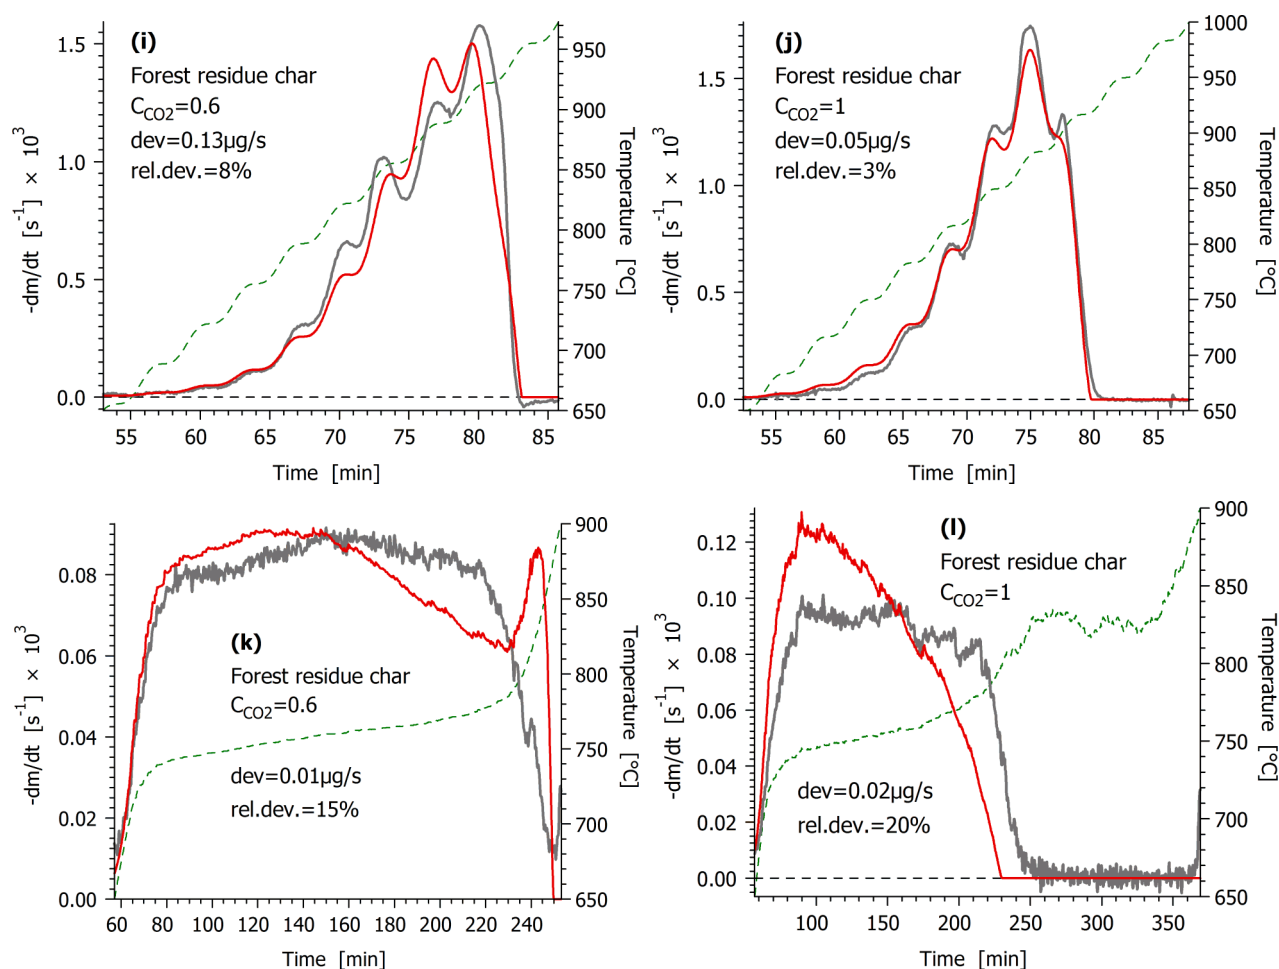 (i)
Forest residue char
C_CO2=0.6
dev=0.13µg/s
rel.dev.=8%
-dm/dt [s⁻¹] × 10³
1.5
1.0
0.5
0.0
55 60 65 70 75 80 85
Time [min]
950
900
850
800
750
700
650
Temperature [°C]
(j)
Forest residue char
C_CO2=1
dev=0.05µg/s
rel.dev.=3%
-dm/dt [s⁻¹] × 10³
1.5
1.0
0.5
0.0
55 60 65 70 75 80 85
Time [min]
1000
950
900
850
800
750
700
650
Temperature [°C]
(k)
Forest residue char
C_CO2=0.6
dev=0.01µg/s
rel.dev.=15%
-dm/dt [s⁻¹] × 10³
0.08
0.06
0.04
0.02
0.00
60 80 100 120 140 160 180 200 220 240
Time [min]
900
850
800
750
700
650
Temperature [°C]
(l)
Forest residue char
C_CO2=1
dev=0.02µg/s
rel.dev.=20%
-dm/dt [s⁻¹] × 10³
0.12
0.10
0.08
0.06
0.04
0.02
0.00
100 150 200 250 300 350
Time [min]
900
850
800
750
700
650
Temperature [°C]